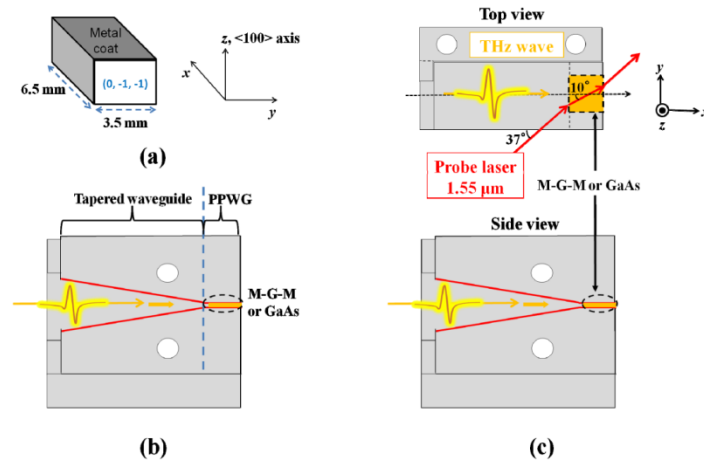 Metal
coat
(0, -1, -1)
6.5 mm
3.5 mm
z, <100> axis
x
y
(a)
Top view
THz wave
10°
37°
Probe laser
1.55 μm
y
z
x
M-G-M or GaAs
Tapered waveguide
PPWG
M-G-M
or GaAs
(b)
Side view
(c)